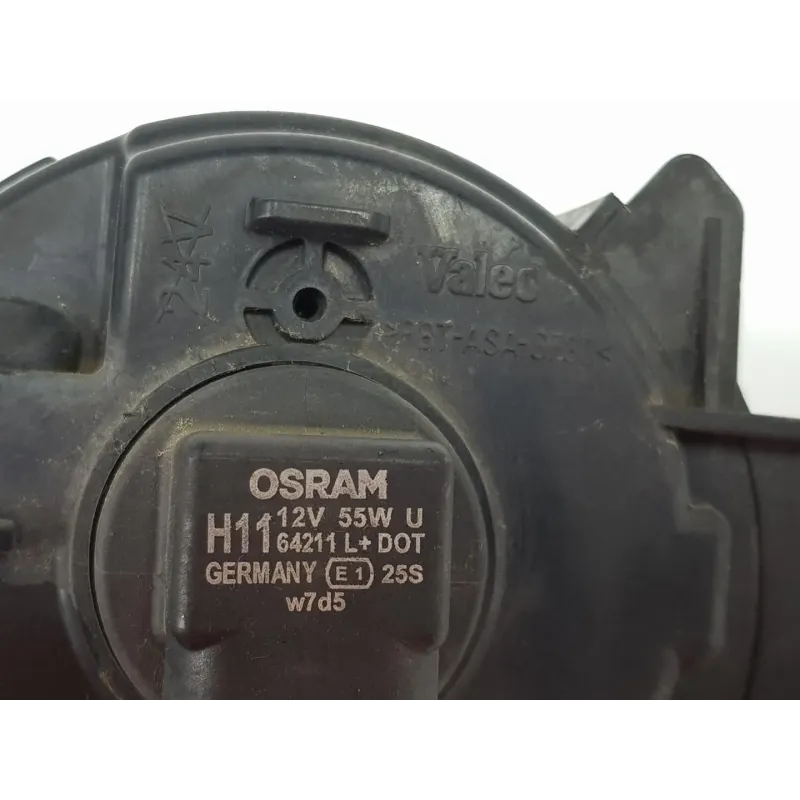 Valeo
OSRAM
H11 12V 55W U
64211 L+ DOT
GERMANY E1 25S
w7d5